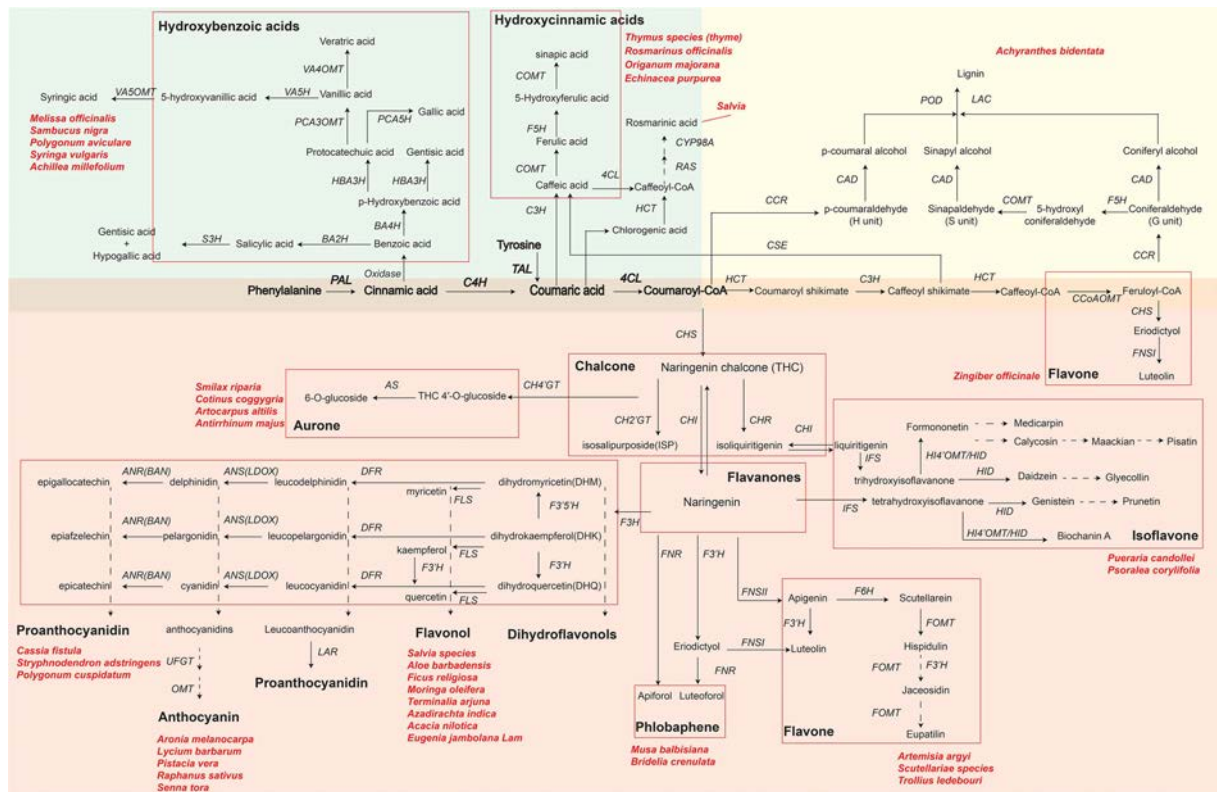 Hydroxybenzoic acids
Veratric acid
VA4OMT
Syringic acid
VA5OMT
5-hydroxyvanillic acid
VA5H
Vanillic acid
Melissa officinalis
Sambucus nigra
Polygonum aviculare
Syringa vulgaris
Achillea millefolium
PCA3OMT
PCA5H
Gallic acid
Protocatechuic acid
Gentisic acid
HBA3H
HBA3H
p-Hydroxybenzoic acid
BA4H
Gentisic acid
+
Hypogallic acid
S3H
Salicylic acid
BA2H
Benzoic acid
Oxidase
Hydroxycinnamic acids
sinapic acid
COMT
5-Hydroxyferulic acid
F5H
Ferulic acid
COMT
Caffeic acid
4CL
C3H
Thymus species (thyme)
Rosmarinus officinalis
Origanum majorana
Echinacea purpurea
Salvia
Rosmarinic acid
CYP98A
RAS
Caffeoyl-CoA
HCT
Chlorogenic acid
Tyrosine
TAL
Achyranthes bidentata
Lignin
POD
LAC
p-coumaral alcohol
Sinapyl alcohol
Coniferyl alcohol
CAD
CAD
CAD
CCR
p-coumaraldehyde
(H unit)
Sinapaldehyde
(S unit)
COMT
5-hydroxyl
coniferaldehyde
F5H
Coniferaldehyde
(G unit)
CSE
CCR
Phenylalanine
PAL
Cinnamic acid
C4H
Coumaric acid
4CL
Coumaroyl-CoA
HCT
Coumaroyl shikimate
C3H
Caffeoyl shikimate
HCT
Caffeoyl-CoA
CCoAOMT
Feruloyl-CoA
CHS
Eriodictyol
FNSI
Luteolin
Flavone
Zingiber officinale
CHS
Chalcone
Naringenin chalcone (THC)
CH2'GT
CHI
CHR
isosalipurposide(ISP)
isoliquiritigenin
CHI
liquiritigenin
CH4'GT
Smilax riparia
Cotinus coggygria
Artocarpus altilis
Antirrhinum majus
AS
6-O-glucoside
THC 4'-O-glucoside
Aurone
Flavanones
Naringenin
Formononetin
Medicarpin
Calycosin
Maackian
Pisatin
IFS
HI4'OMT/HID
trihydroxyisoflavanone
HID
Daidzein
Glycollin
IFS
tetrahydroxyisoflavanone
HID
Genistein
Prunetin
HI4'OMT/HID
Biochanin A
Isoflavone
Pueraria candollei
Psoralea corylifolia
epigallocatechin
ANR(BAN)
delphinidin
ANS(LDOX)
leucodelphinidin
DFR
myricetin
FLS
dihydromyricetin(DHM)
F3'5'H
F3H
epiafzelechin
ANR(BAN)
pelargonidin
ANS(LDOX)
leucopelargonidin
DFR
kaempferol
FLS
dihydrokaempferol(DHK)
F3'H
F3'H
epicatechin
ANR(BAN)
cyanidin
ANS(LDOX)
leucocyanidin
DFR
quercetin
FLS
dihydroquercetin(DHQ)
Proanthocyanidin
Cassia fistula
Stryphnodendron adstringens
Polygonum cuspidatum
anthocyanidins
UFGT
OMT
Anthocyanin
Aronia melanocarpa
Lycium barbarum
Pistacia vera
Raphanus sativus
Senna tora
Leucoanthocyanidin
LAR
Proanthocyanidin
Flavonol
Salvia species
Aloe barbadensis
Ficus religiosa
Moringa oleifera
Terminalia arjuna
Azadirachta indica
Acacia nilotica
Eugenia jambolana Lam
Dihydroflavonols
FNR
F3'H
Eriodictyol
FNSI
FNR
Apiforol
Luteoforol
Phlobaphene
Musa balbisiana
Bridelia crenulata
FNSII
Apigenin
F6H
Scutellarein
F3'H
FOMT
Luteolin
Hispidulin
FOMT
F3'H
Jaceosidin
FOMT
Eupatilin
Flavone
Artemisia argyi
Scutellariae species
Trollius ledebouri